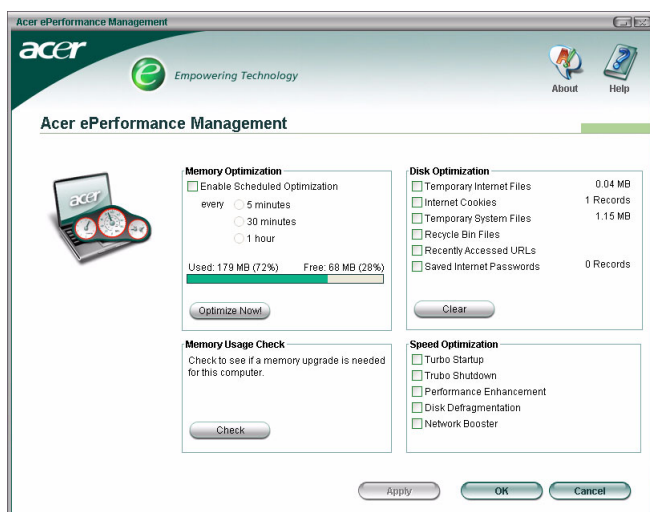 Acer ePerformance Management
acer
e
Empowering Technology
About
Help
Acer ePerformance Management
acer
Memory Optimization
Enable Scheduled Optimization
every
5 minutes
30 minutes
1 hour
Used: 179 MB (72%) Free: 68 MB (28%)
Optimize Now!
Disk Optimization
Temporary Internet Files 0.04 MB
Internet Cookies 1 Records
Temporary System Files 1.15 MB
Recycle Bin Files
Recently Accessed URLs
Saved Internet Passwords 0 Records
Clear
Memory Usage Check
Check to see if a memory upgrade is needed
for this computer.
Check
Speed Optimization
Turbo Startup
Trubo Shutdown
Performance Enhancement
Disk Defragmentation
Network Booster
Apply
OK
Cancel